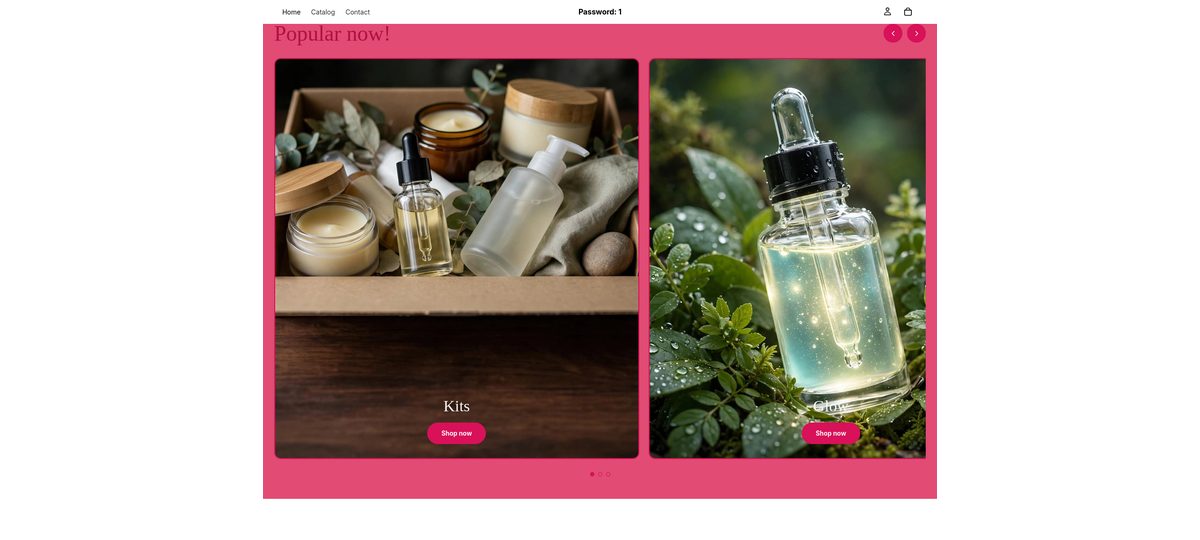 Home Catalog Contact
Password: 1
Popular now!
Kits
Shop now
Glow
Shop now